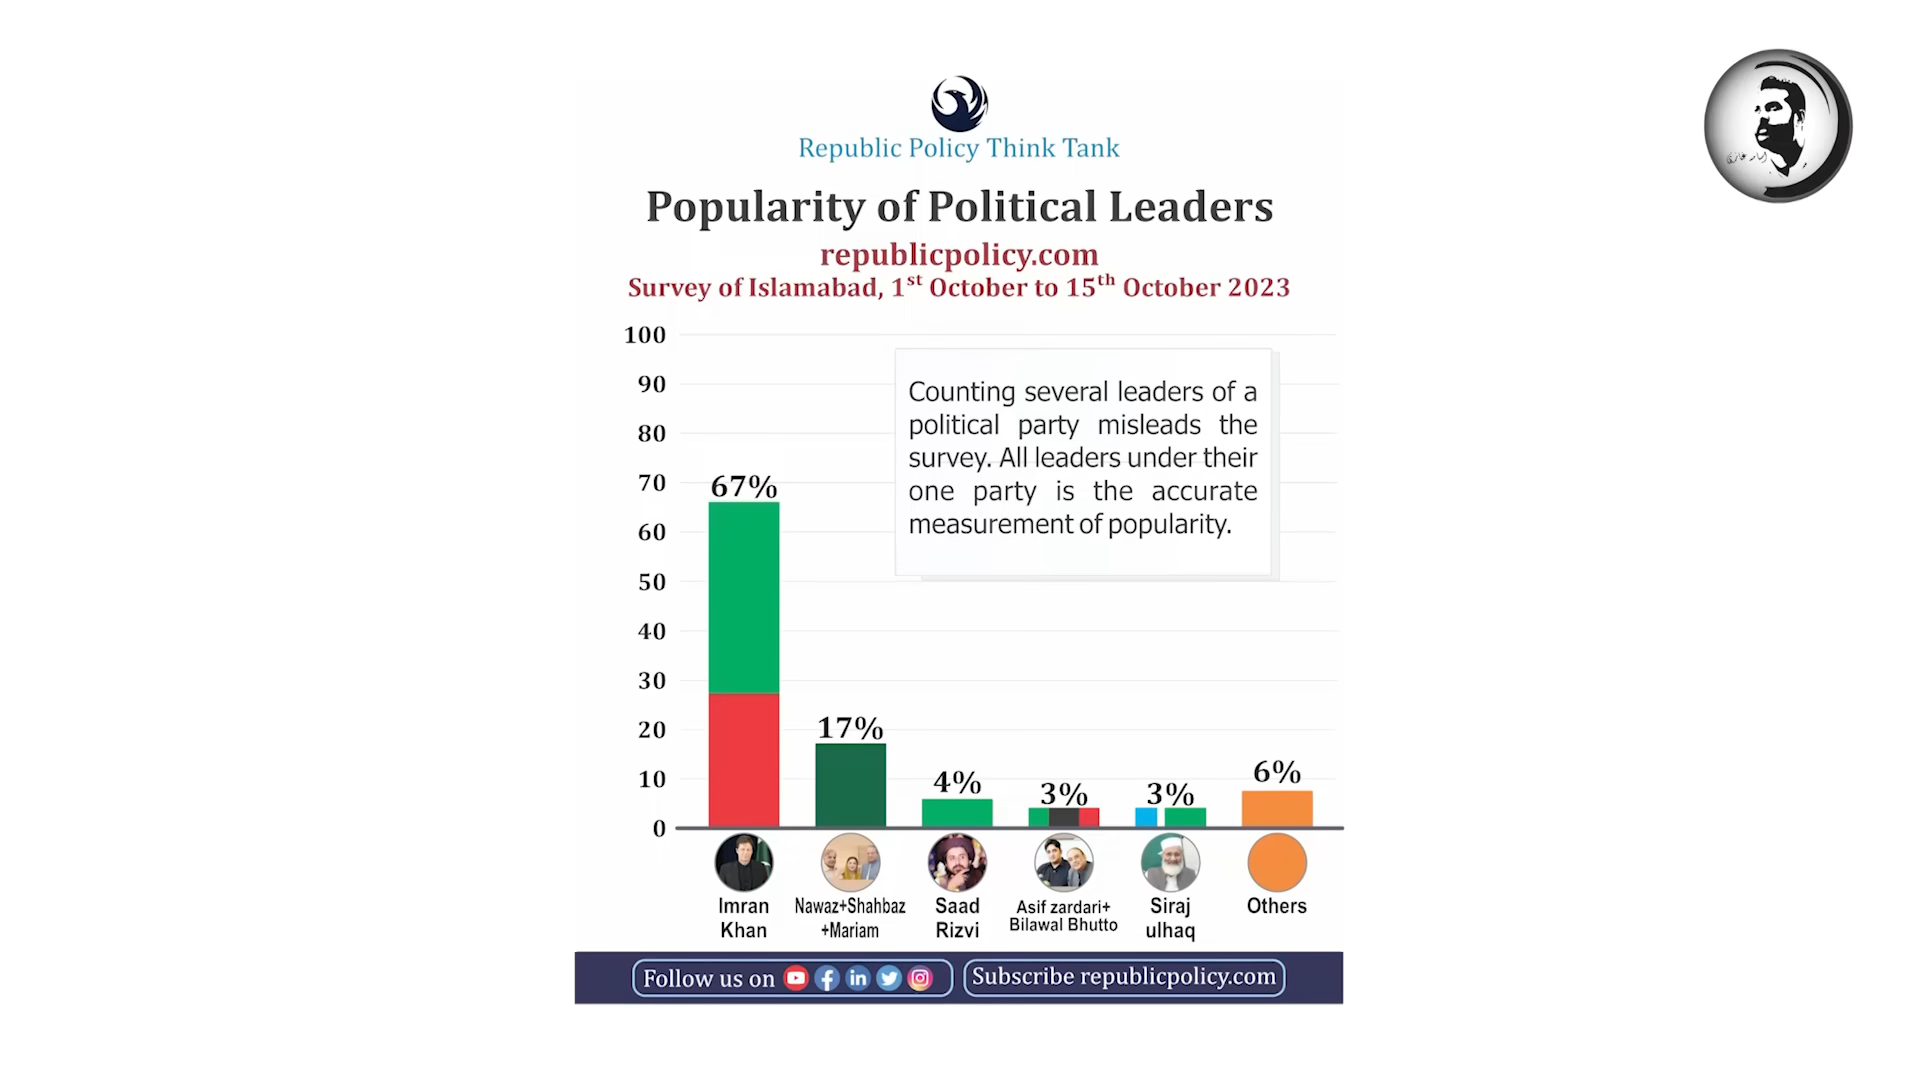 Republic Policy Think Tank
Popularity of Political Leaders
republicpolicy.com
Survey of Islamabad, 1st October to 15th October 2023
100
90
80
70
60
50
40
30
20
10
0
Counting several leaders of a
political party misleads the
survey. All leaders under their
one party is the accurate
measurement of popularity.
67%
17%
4%
3%
3%
6%
Imran
Khan
Nawaz+Shahbaz
+Mariam
Saad
Rizvi
Asif zardari+
Bilawal Bhutto
Siraj
ulhaq
Others
Follow us on
Subscribe republicpolicy.com